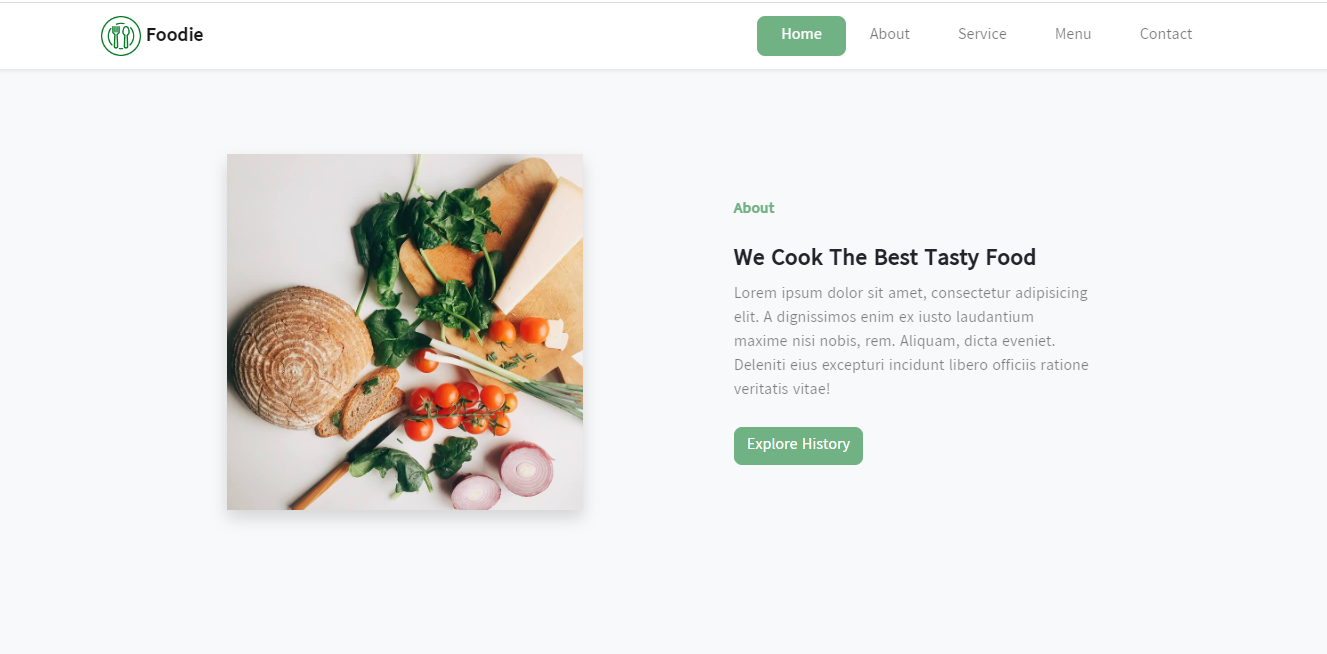 Foodie
Home
About
Service
Menu
Contact
About
We Cook The Best Tasty Food
Lorem ipsum dolor sit amet, consectetur adipisicing
elit. A dignissimos enim ex iusto laudantium
maxime nisi nobis, rem. Aliquam, dicta eveniet.
Deleniti eius excepturi incidunt libero officiis ratione
veritatis vitae!
Explore History